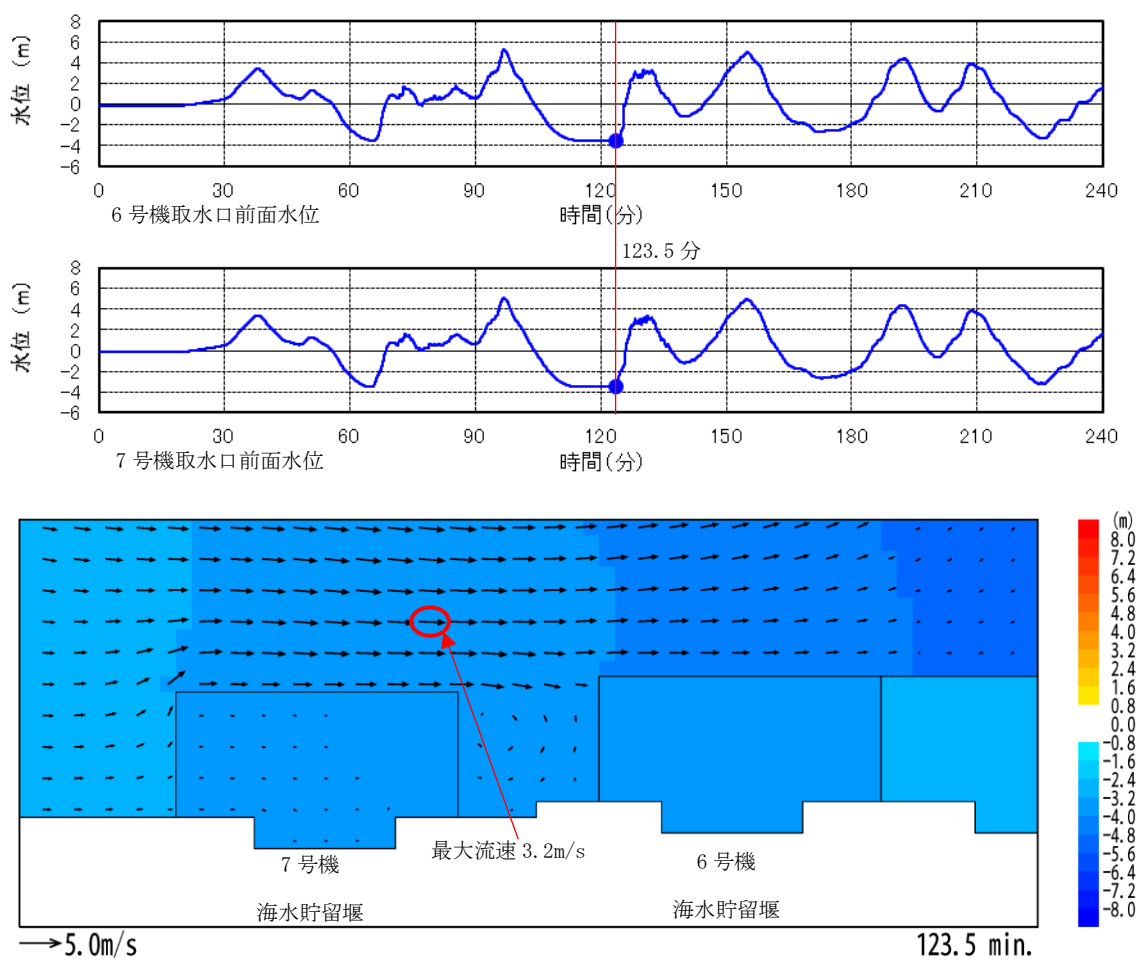 8
6
4
2
0
-2
-4
-6
水位 (m)
0 30 60 90 120 150 180 210 240
6号機取水口前面水位
時間(分)
123.5 分
8
6
4
2
0
-2
-4
-6
水位 (m)
0 30 60 90 120 150 180 210 240
7号機取水口前面水位
時間(分)
(m)
8.0
7.2
6.4
5.6
4.8
4.0
3.2
2.4
1.6
0.8
0.0
-0.8
-1.6
-2.4
-3.2
-4.0
-4.8
-5.6
-6.4
-7.2
-8.0
最大流速 3.2m/s
7号機
6号機
海水貯留堰
海水貯留堰
5.0m/s
123.5 min.